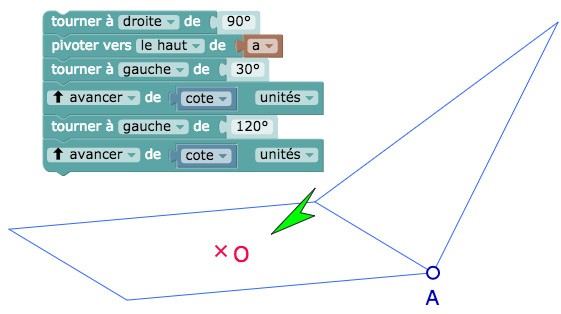 tourner à droite de 90°
pivoter vers le haut de a
tourner à gauche de 30°
avancer de cote unités
tourner à gauche de 120°
avancer de cote unités
O
A